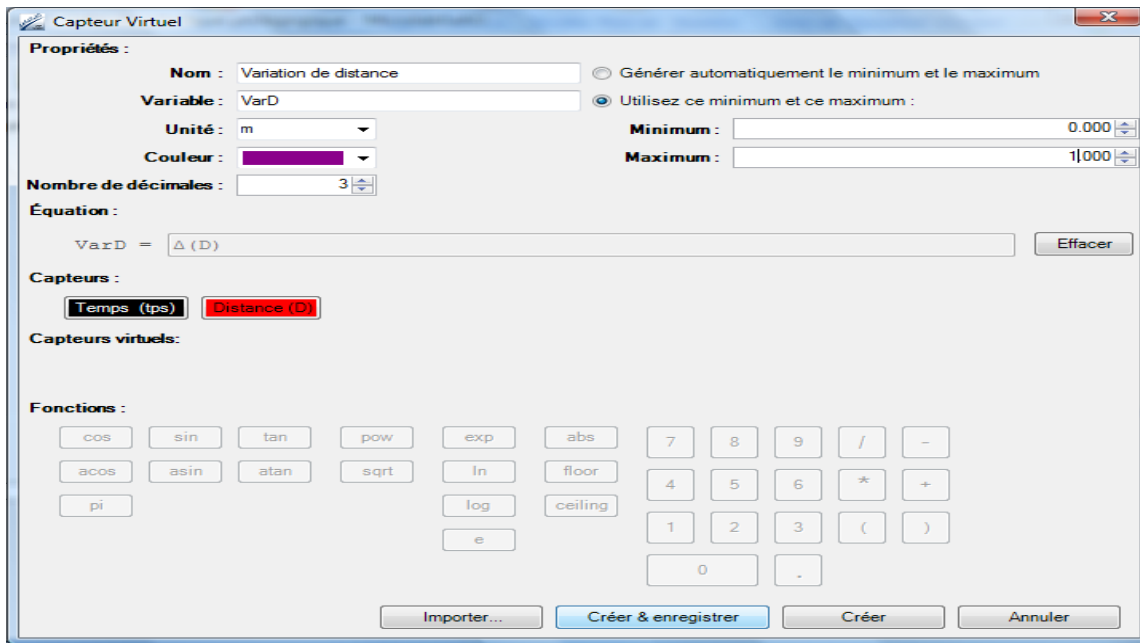 Capteur Virtuel
Propriétés :
Nom : Variation de distance
Générer automatiquement le minimum et le maximum
Variable : VarD
Utilisez ce minimum et ce maximum :
Unité : m
Minimum : 0.000
Couleur :
Maximum : 1.000
Nombre de décimales : 3
Équation :
VarD = Δ(D)
Effacer
Capteurs :
Temps (tps) Distance (D)
Capteurs virtuels:
Fonctions :
cos sin tan pow exp abs 7 8 9 / -
acos asin atan sqrt ln floor 4 5 6 * +
pi log ceiling 1 2 3 ( )
e 0 .
Importer... Créer & enregistrer Créer Annuler